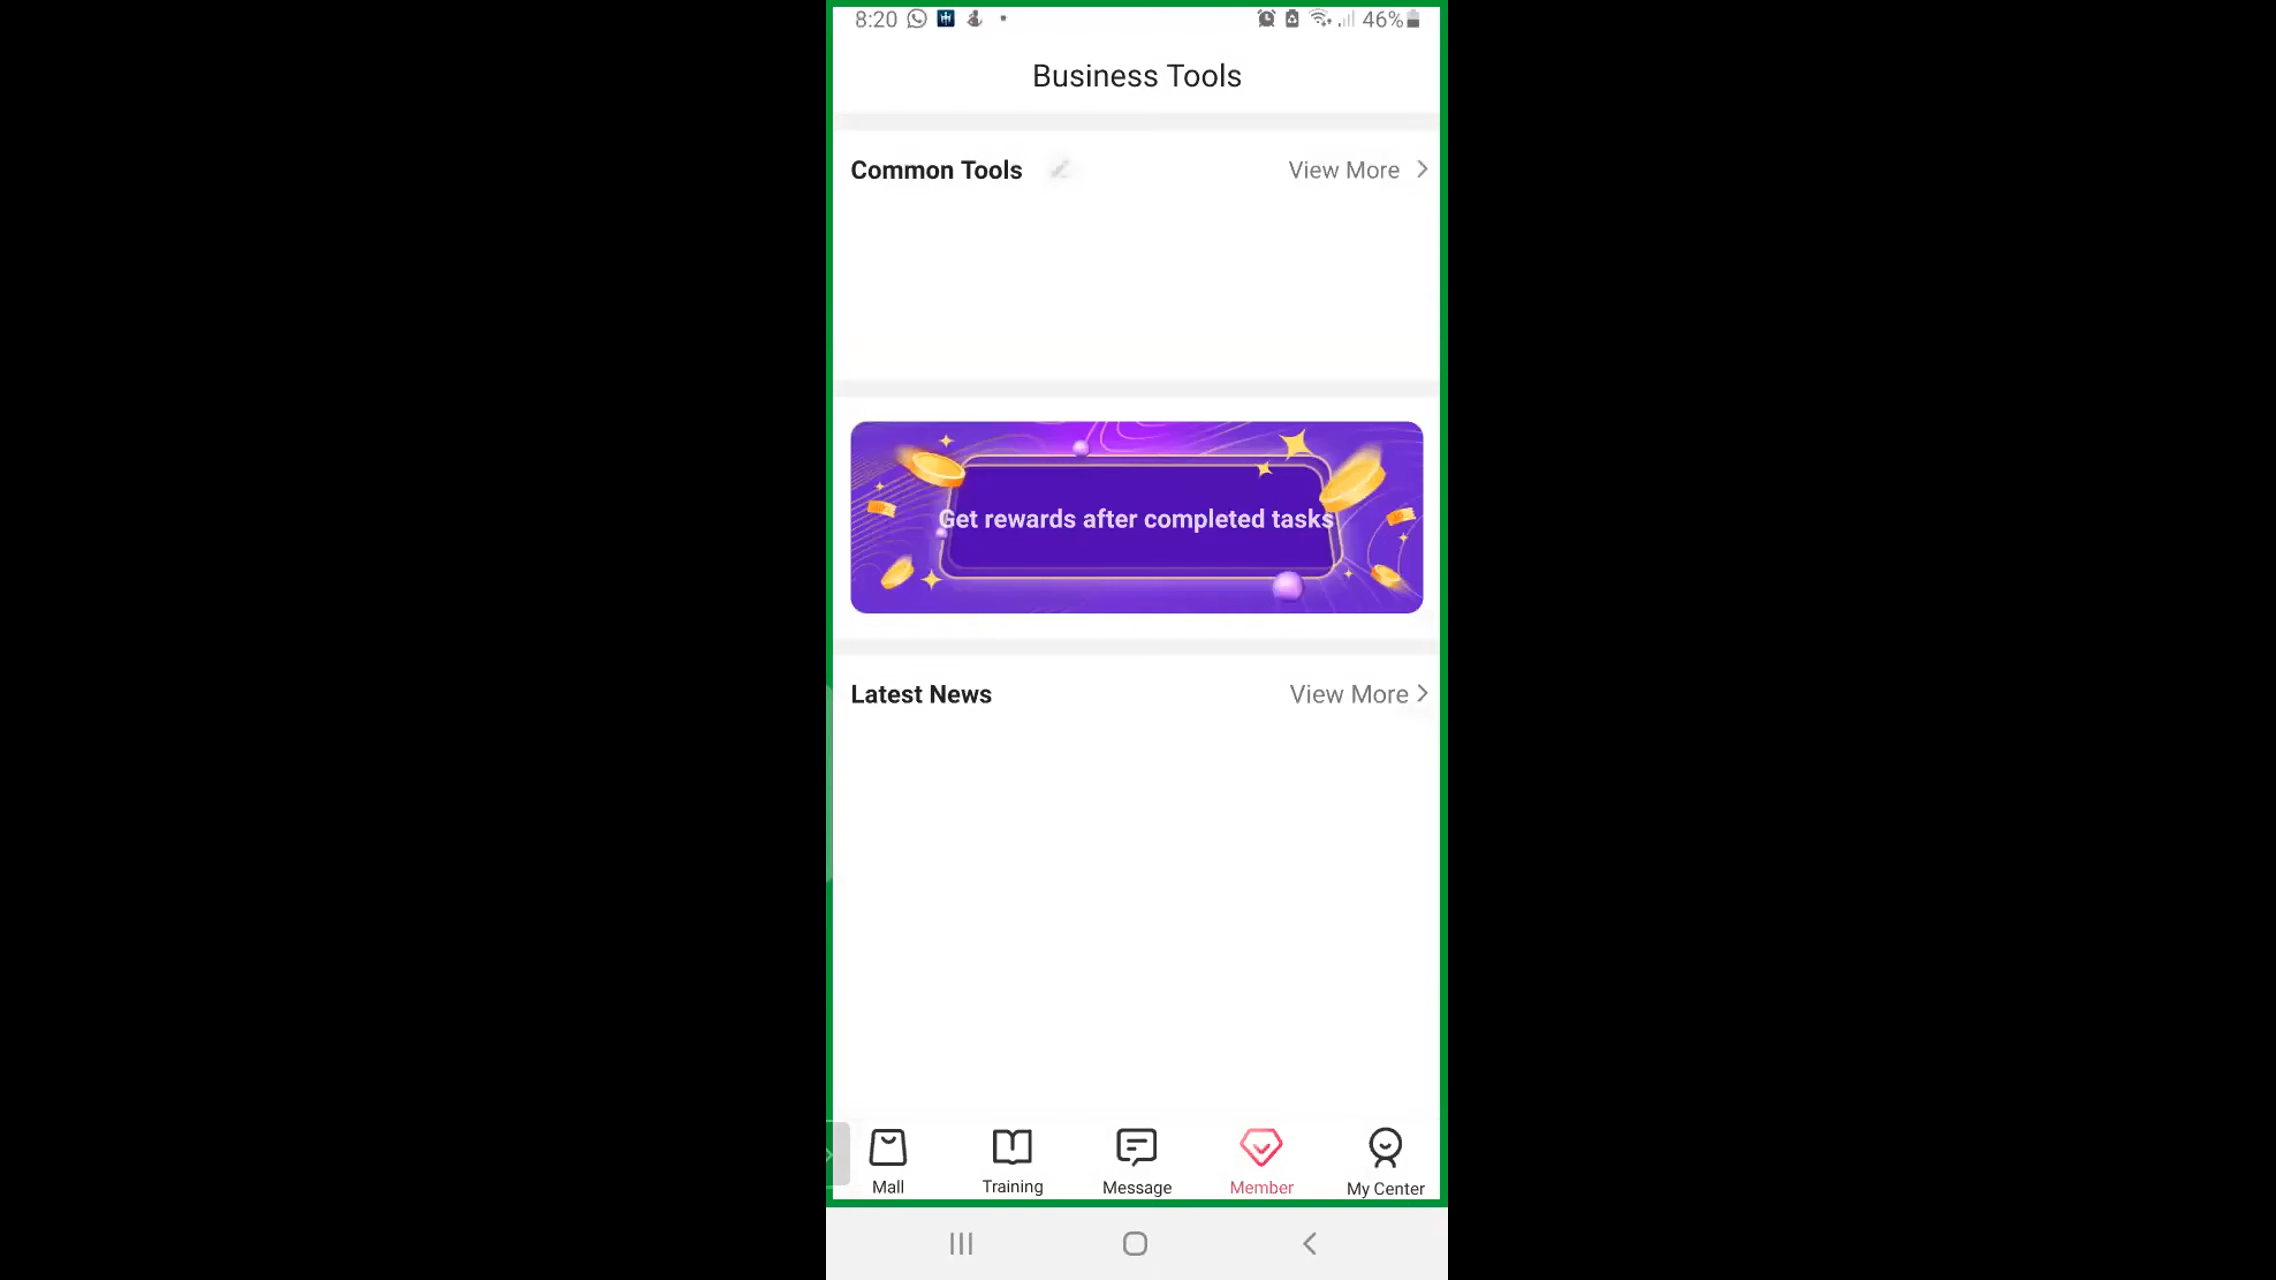 8:20 46%
Business Tools
Common Tools View More
Get rewards after completed tasks
Latest News View More
Mall Training Message Member My Center